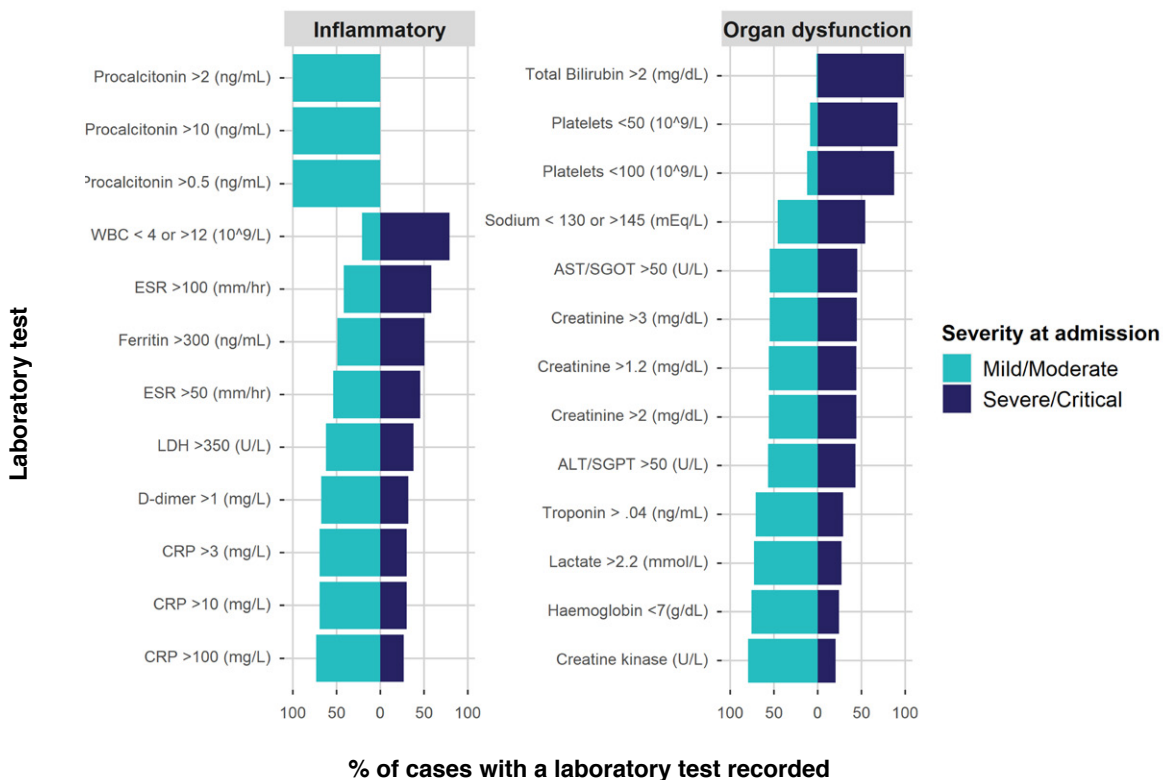 Inflammatory
Procalcitonin >2 (ng/mL)
Procalcitonin >10 (ng/mL)
Procalcitonin >0.5 (ng/mL)
WBC < 4 or >12 (10^9/L)
ESR >100 (mm/hr)
Ferritin >300 (ng/mL)
ESR >50 (mm/hr)
LDH >350 (U/L)
D-dimer >1 (mg/L)
CRP >3 (mg/L)
CRP >10 (mg/L)
CRP >100 (mg/L)
100 50 0 50 100
Organ dysfunction
Total Bilirubin >2 (mg/dL)
Platelets <50 (10^9/L)
Platelets <100 (10^9/L)
Sodium < 130 or >145 (mEq/L)
AST/SGOT >50 (U/L)
Creatinine >3 (mg/dL)
Creatinine >1.2 (mg/dL)
Creatinine >2 (mg/dL)
ALT/SGPT >50 (U/L)
Troponin > .04 (ng/mL)
Lactate >2.2 (mmol/L)
Haemoglobin <7(g/dL)
Creatine kinase (U/L)
100 50 0 50 100
Laboratory test
% of cases with a laboratory test recorded
Severity at admission
Mild/Moderate
Severe/Critical